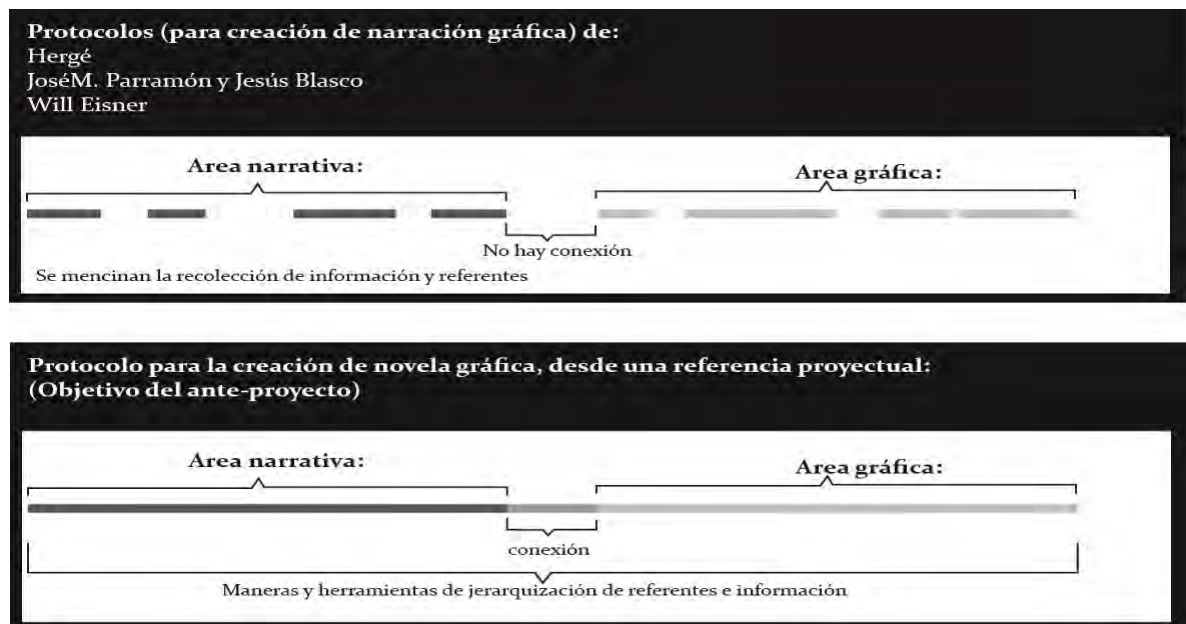 Protocolos (para creación de narración gráfica) de:
Hergé
JoséM. Parramón y Jesús Blasco
Will Eisner
Area narrativa:
Area gráfica:
No hay conexión
Se mencinan la recolección de información y referentes
Protocolo para la creación de novela gráfica, desde una referencia proyectual:
(Objetivo del ante-proyecto)
Area narrativa:
Area gráfica:
conexión
Maneras y herramientas de jerarquización de referentes e información